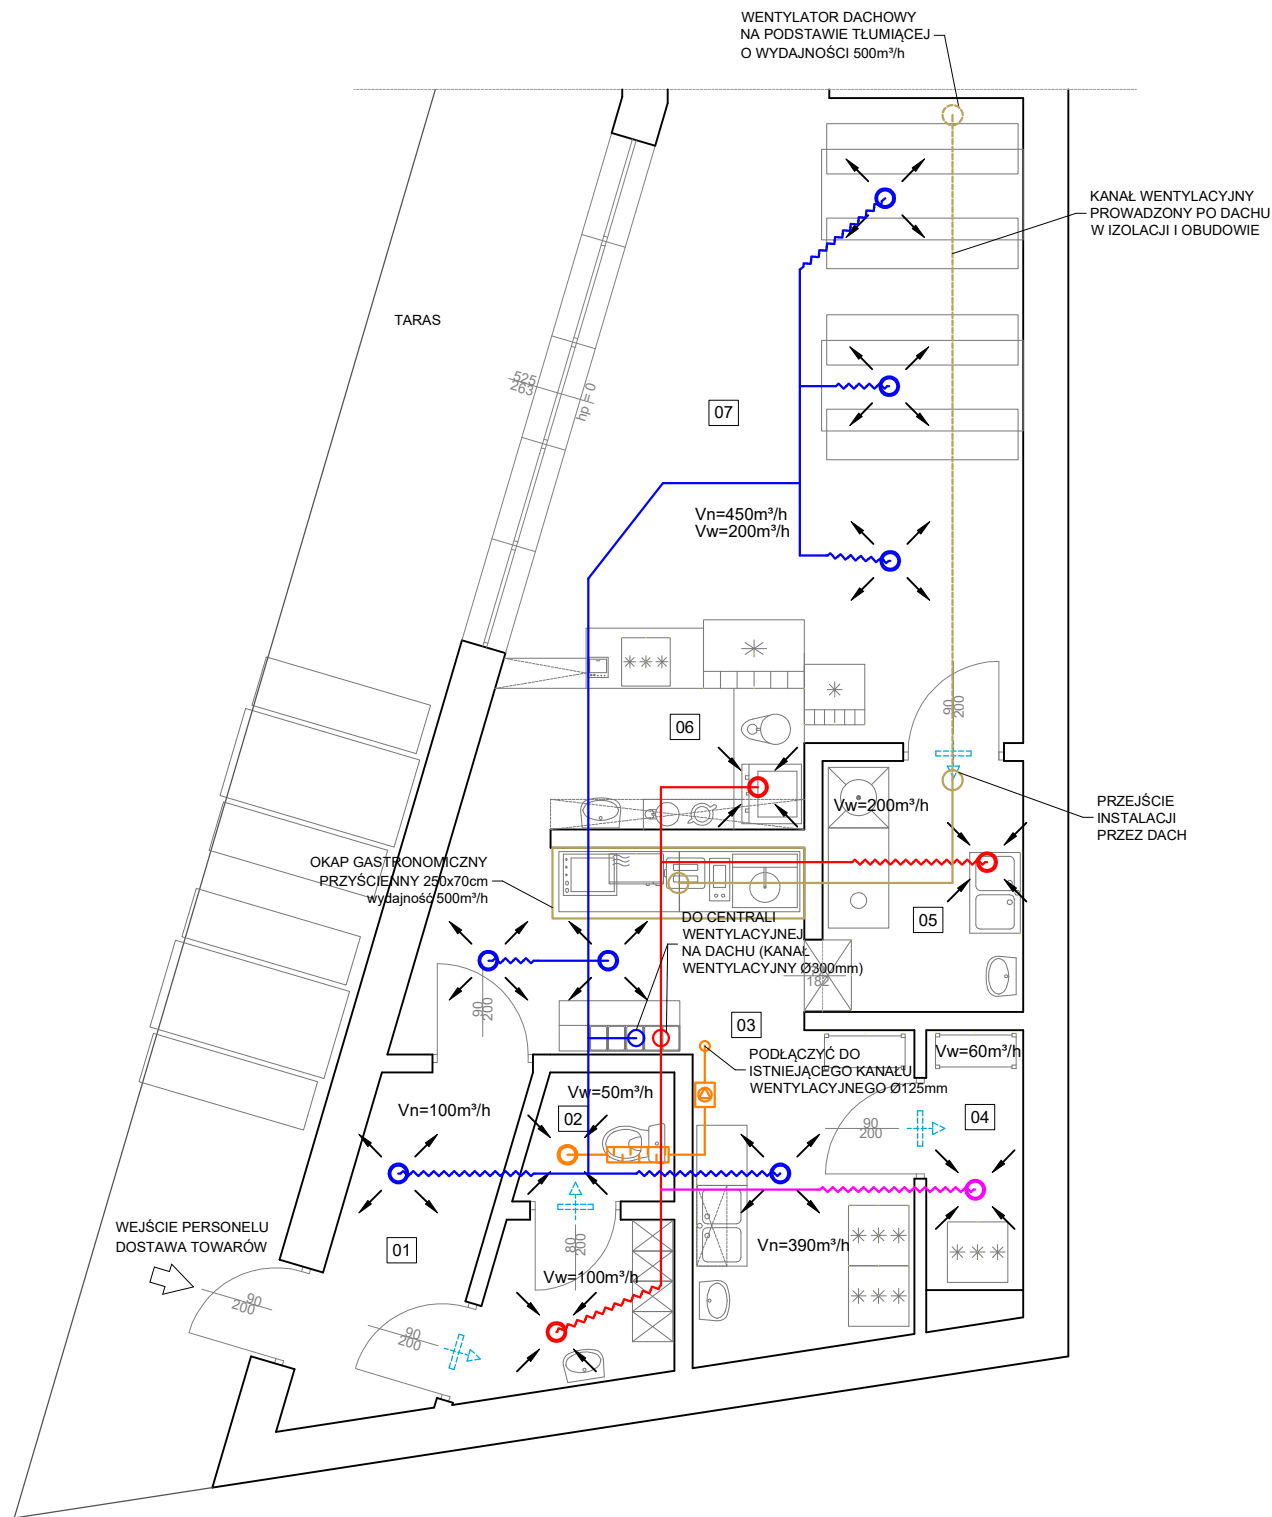 WENTYLATOR DACHOWY
NA PODSTAWIE TŁUMIĄCEJ
O WYDAJNOŚCI 500m³/h
KANAŁ WENTYLACYJNY
PROWADZONY PO DACHU
W IZOLACJI I OBUDOWIE
TARAS
525
263
hp = 0
07
Vn=450m³/h
Vw=200m³/h
06
90
200
Vw=200m³/h
PRZEJŚCIE
INSTALACJI
PRZEZ DACH
OKAP GASTRONOMICZNY
PRZYŚCIENNY 250x70cm
wydajność 500m³/h
DO CENTRALI
WENTYLACYJNEJ
NA DACHU (KANAŁ
WENTYLACYJNY Ø300mm)
05
182
90
200
03
PODŁĄCZYĆ DO
ISTNIEJĄCEGO KANAŁU
WENTYLACYJNEGO Ø125mm
Vw=60m³/h
Vw=50m³/h
Vn=100m³/h
02
04
90
200
WEJŚCIE PERSONELU
DOSTAWA TOWARÓW
01
80
200
Vn=390m³/h
Vw=100m³/h
90
200
90
200